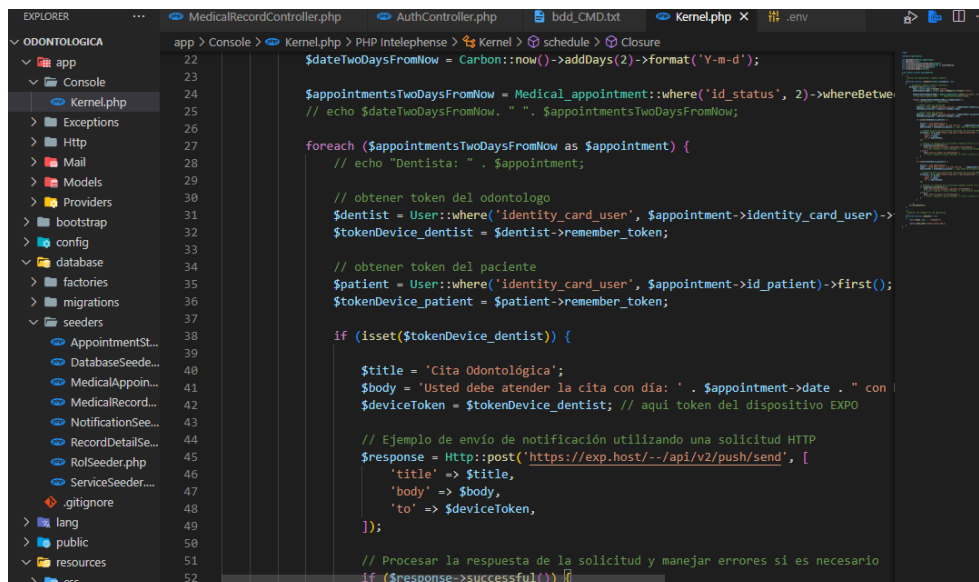 EXPLORER ...
MedicalRecordController.php AuthController.php bdd_CMD.txt Kernel.php .env
ODONTOLOGICA
app > Console > Kernel.php > PHP Intelephense > Kernel > schedule > Closure
app
Console
Kernel.php
Exceptions
Http
Mail
Models
Providers
bootstrap
config
database
factories
migrations
seeders
AppointmentSt...
DatabaseSeede...
MedicalAppoin...
MedicalRecord...
NotificationSee...
RecordDetailSe...
RolSeeder.php
ServiceSeeder....
.gitignore
lang
public
resources
22 $dateTwoDaysFromNow = Carbon::now()->addDays(2)->format('Y-m-d');
23
24 $appointmentsTwoDaysFromNow = Medical_appointment::where('id_status', 2)->whereBetwe
25 // echo $dateTwoDaysFromNow. " ". $appointmentsTwoDaysFromNow;
26
27 foreach ($appointmentsTwoDaysFromNow as $appointment) {
28 // echo "Dentista: " . $appointment;
29
30 // obtener token del odontologo
31 $dentist = User::where('identity_card_user', $appointment->identity_card_user)->
32 $tokenDevice_dentist = $dentist->remember_token;
33
34 // obtener token del paciente
35 $patient = User::where('identity_card_user', $appointment->id_patient)->first();
36 $tokenDevice_patient = $patient->remember_token;
37
38 if (isset($tokenDevice_dentist)) {
39
40 $title = 'Cita Odontológica';
41 $body = 'Usted debe atender la cita con día: ' . $appointment->date . " con
42 $deviceToken = $tokenDevice_dentist; // aqui token del dispositivo EXPO
43
44 // Ejemplo de envío de notificación utilizando una solicitud HTTP
45 $response = Http::post('https://exp.host/--/api/v2/push/send', [
46 'title' => $title,
47 'body' => $body,
48 'to' => $deviceToken,
49 ]);
50
51 // Procesar la respuesta de la solicitud y manejar errores si es necesario
52 if ($response->successful()) {